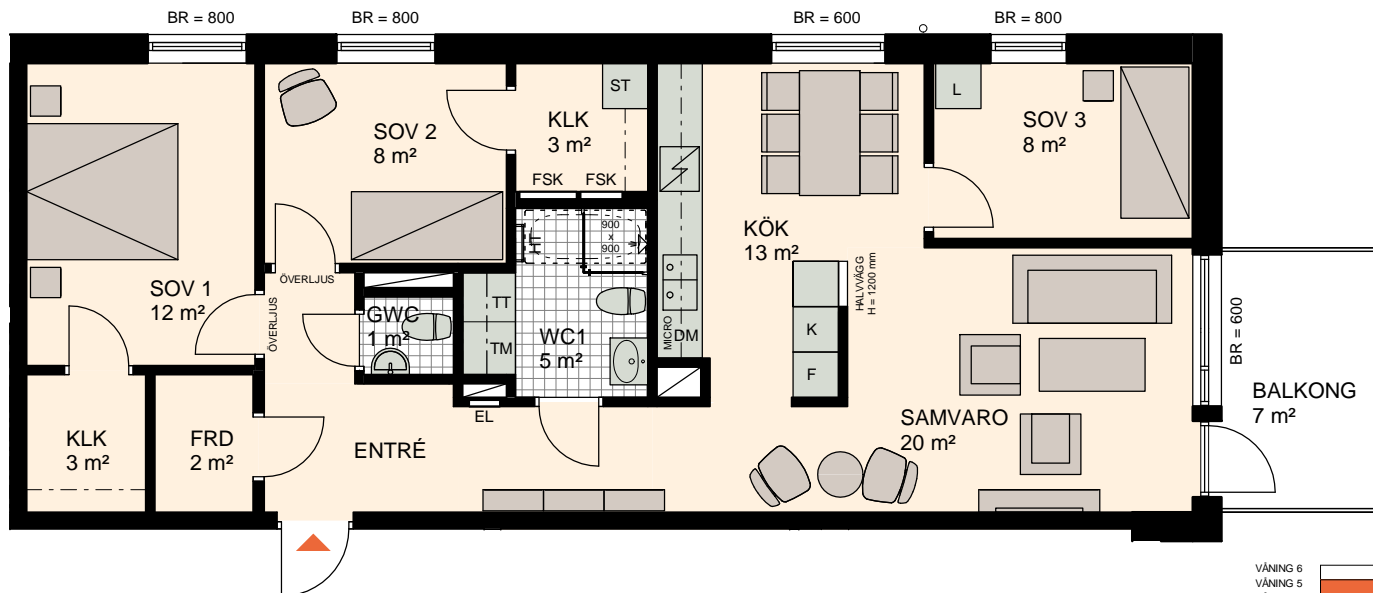 BR = 800
BR = 800
BR = 600
BR = 800
SOV 1
12 m²
SOV 2
8 m²
KLK
3 m²
ST
FSK
FSK
L
SOV 3
8 m²
KÖK
13 m²
HT
900
x
900
ÖVERLJUS
ÖVERLJUS
GWC
1 m²
TT
TM
WC1
5 m²
MICRO
DM
HALVVÄGG
H = 1200 mm
K
F
BR = 600
BALKONG
7 m²
SAMVARO
20 m²
EL
KLK
3 m²
FRD
2 m²
ENTRÉ
VÅNING 6
VÅNING 5